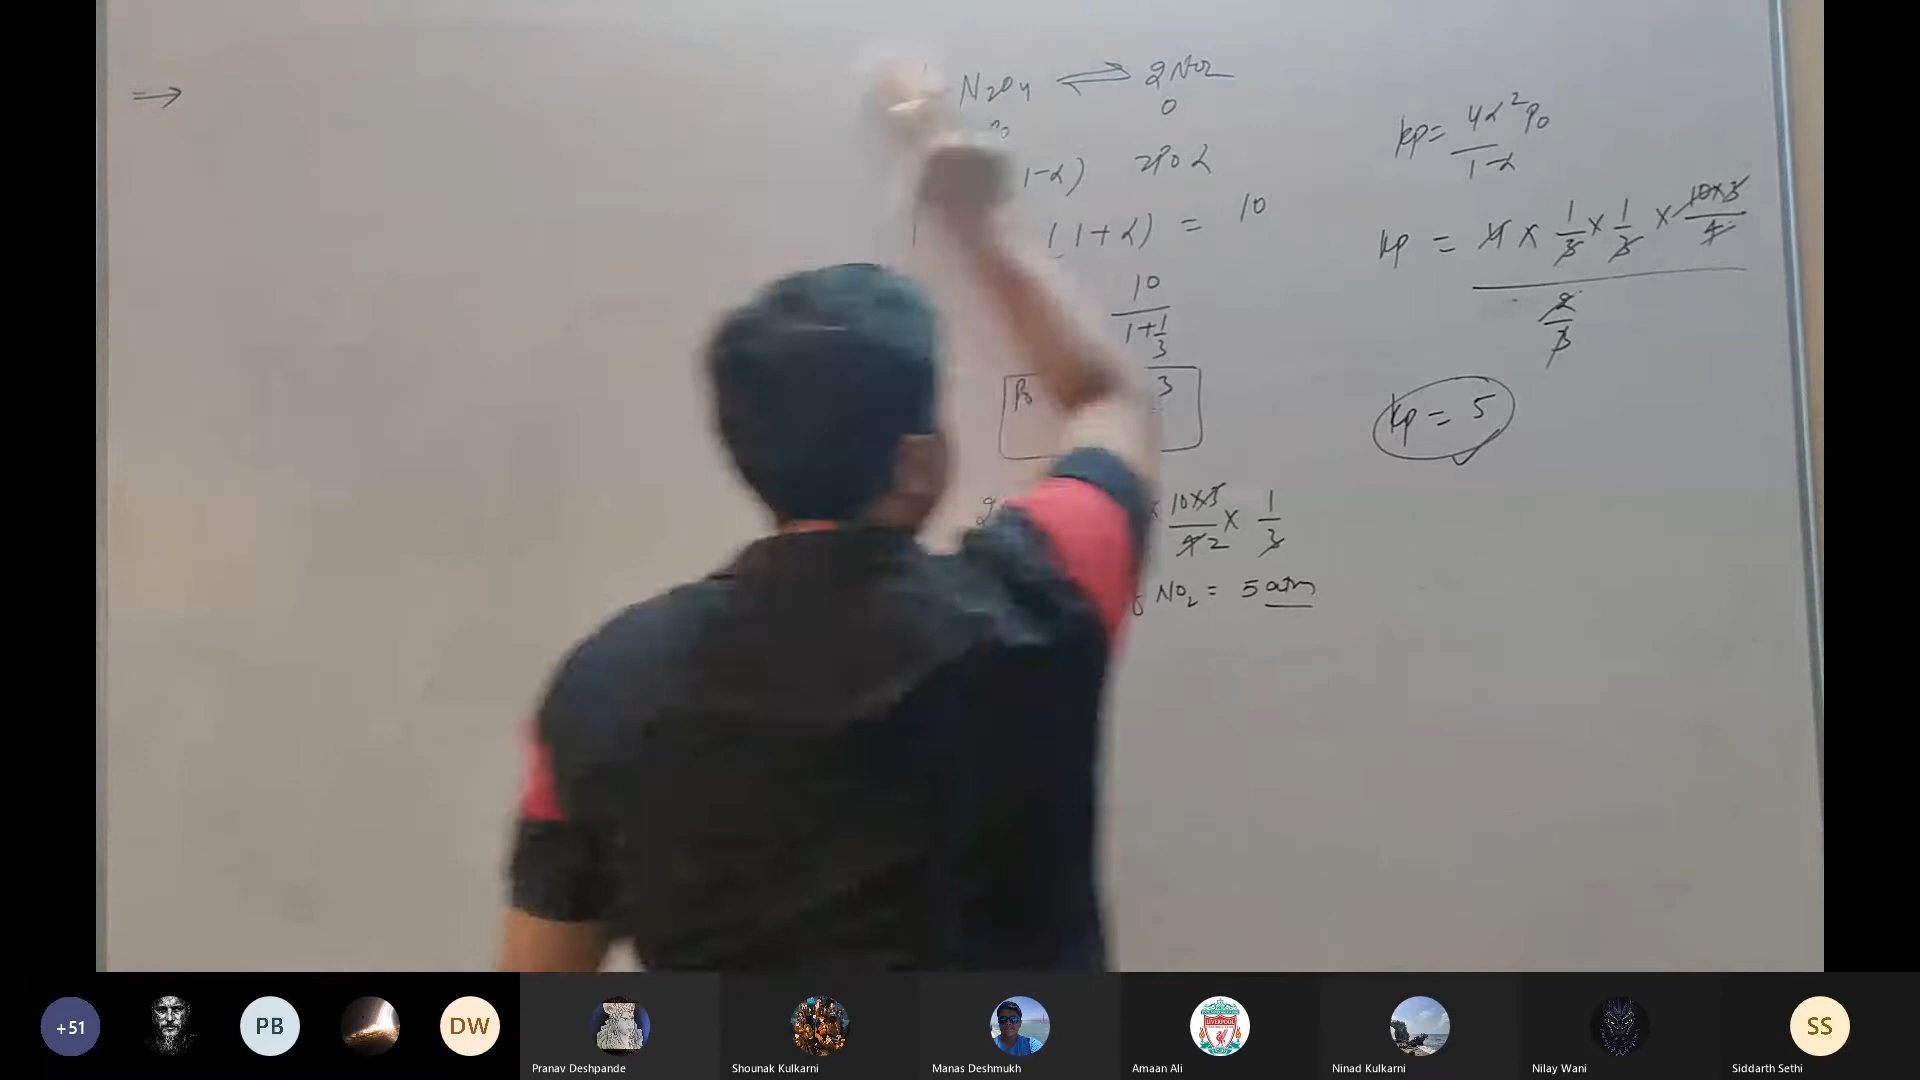 ⇒
N2O4 ⇌ 2NO2
0
1-α) 2P0α
(1+α) = 10
10
1+1/3
P0 3
× 10×3/4 2 × 1/3
NO2 = 5 atm
kp = 4α²P0
1-α
kp = 4 × 1/3 × 1/3 × 10×3/4
2/3
kp = 5
+51
PB
DW
SS
Pranav Deshpande
Shounak Kulkarni
Manas Deshmukh
Amaan Ali
Ninad Kulkarni
Nilay Wani
Siddarth Sethi